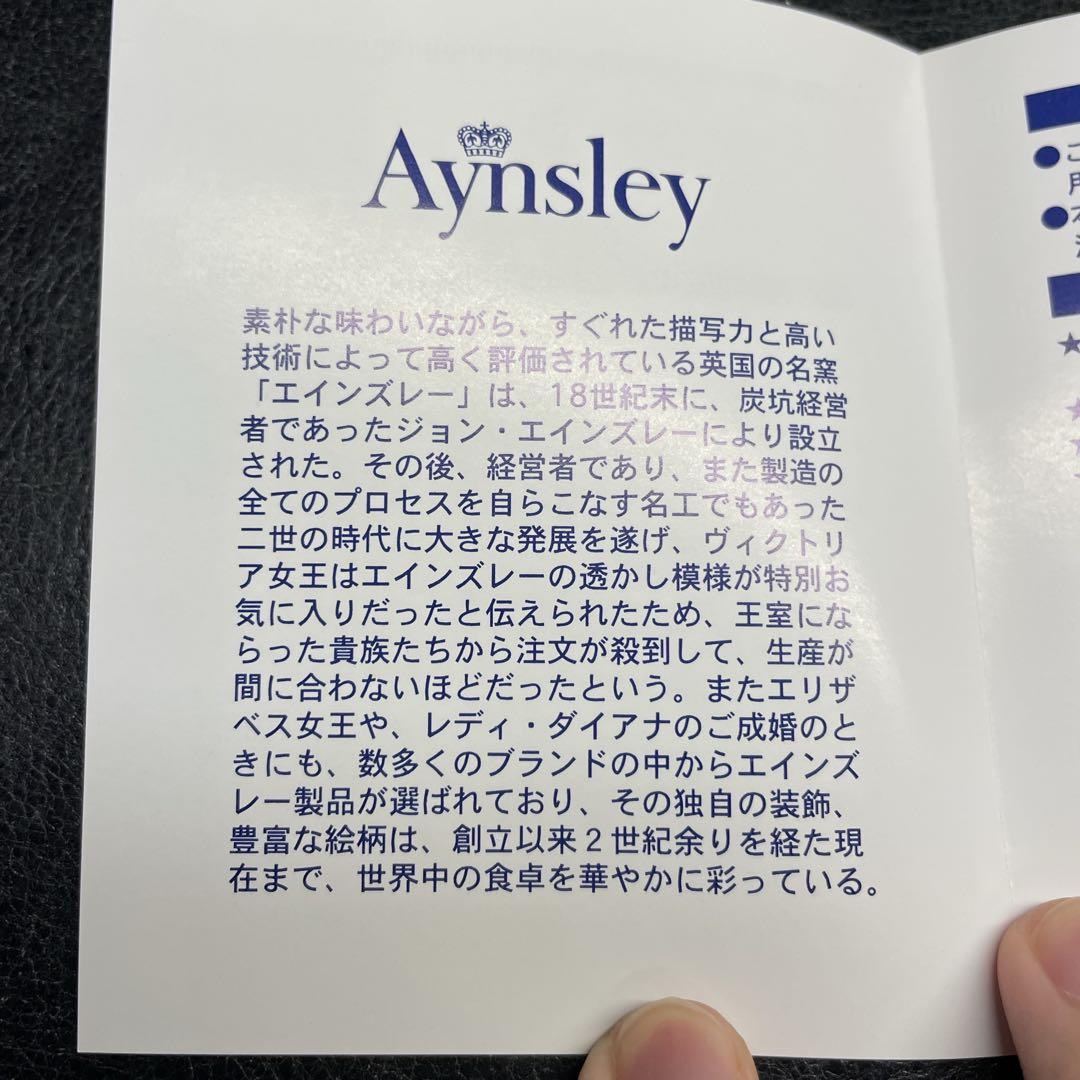 Aynsley
素朴な味わいながら、すぐれた描写力と高い
技術によって高く評価されている英国の名窯
「エインズレー」は、18世紀末に、炭坑経営
者であったジョン・エインズレーにより設立
された。その後、経営者であり、また製造の
全てのプロセスを自らこなす名工でもあった
二世の時代に大きな発展を遂げ、ヴィクトリ
ア女王はエインズレーの透かし模様が特別お
気に入りだったと伝えられたため、王室にな
らった貴族たちから注文が殺到して、生産が
間に合わないほどだったという。またエリザ
ベス女王や、レディ・ダイアナのご成婚のと
きにも、数多くのブランドの中からエインズ
レー製品が選ばれており、その独自の装飾、
豊富な絵柄は、創立以来2世紀余りを経た現
在まで、世界中の食卓を華やかに彩っている。